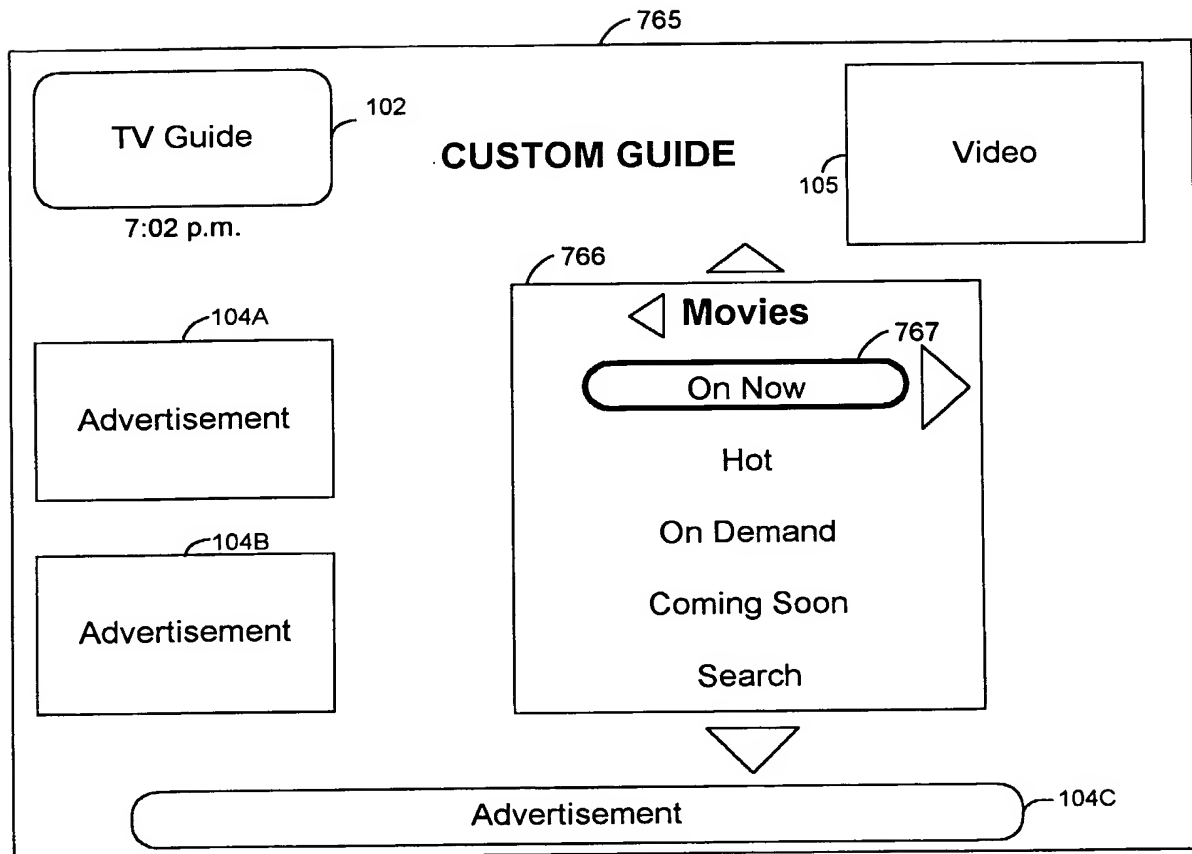 765
TV Guide
102
CUSTOM GUIDE
Video
105
7:02 p.m.
766
Movies
767
On Now
104A
Advertisement
Hot
On Demand
104B
Advertisement
Coming Soon
Search
Advertisement
104C